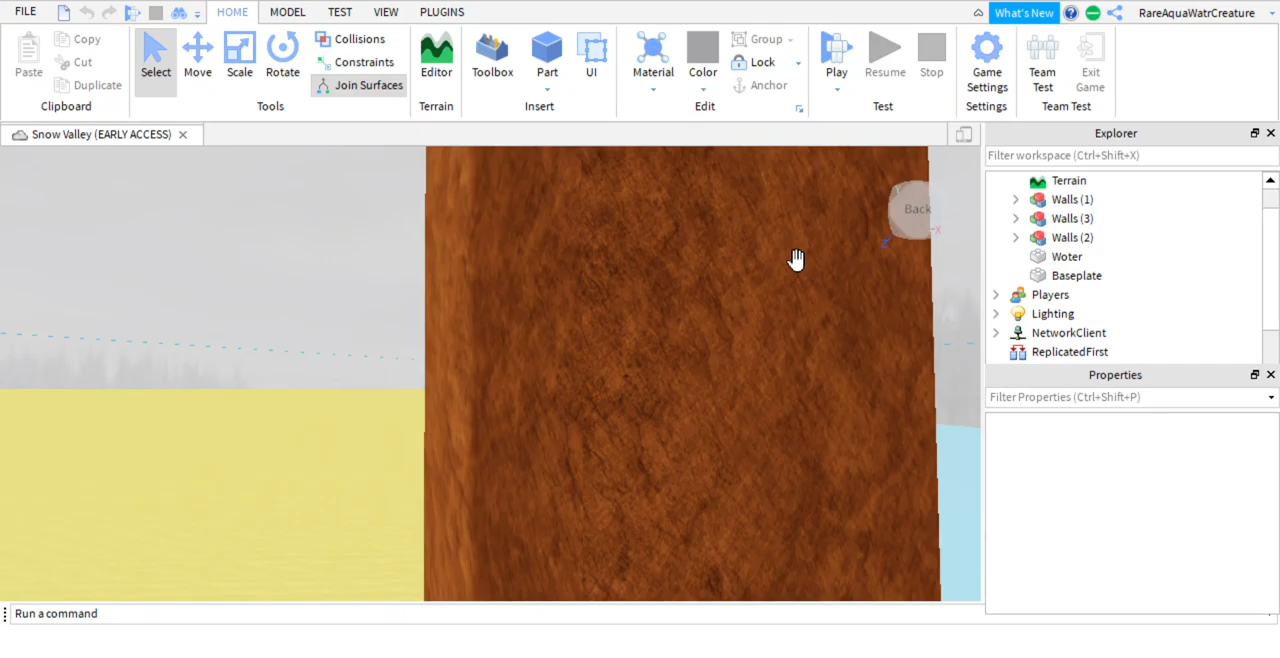 FILE HOME MODEL TEST VIEW PLUGINS What's New RareAquaWatrCreature
Paste Copy Cut Duplicate Clipboard
Select Move Scale Rotate Collisions Constraints Join Surfaces Tools
Editor Terrain
Toolbox Part UI Insert
Material Color Group Lock Anchor Edit
Play Resume Stop Test
Game Settings Settings
Team Test Exit Game Team Test
Snow Valley (EARLY ACCESS)
Back
X
Z
Explorer
Filter workspace (Ctrl+Shift+X)
Terrain
Walls (1)
Walls (3)
Walls (2)
Woter
Baseplate
Players
Lighting
NetworkClient
ReplicatedFirst
Properties
Filter Properties (Ctrl+Shift+P)
Run a command